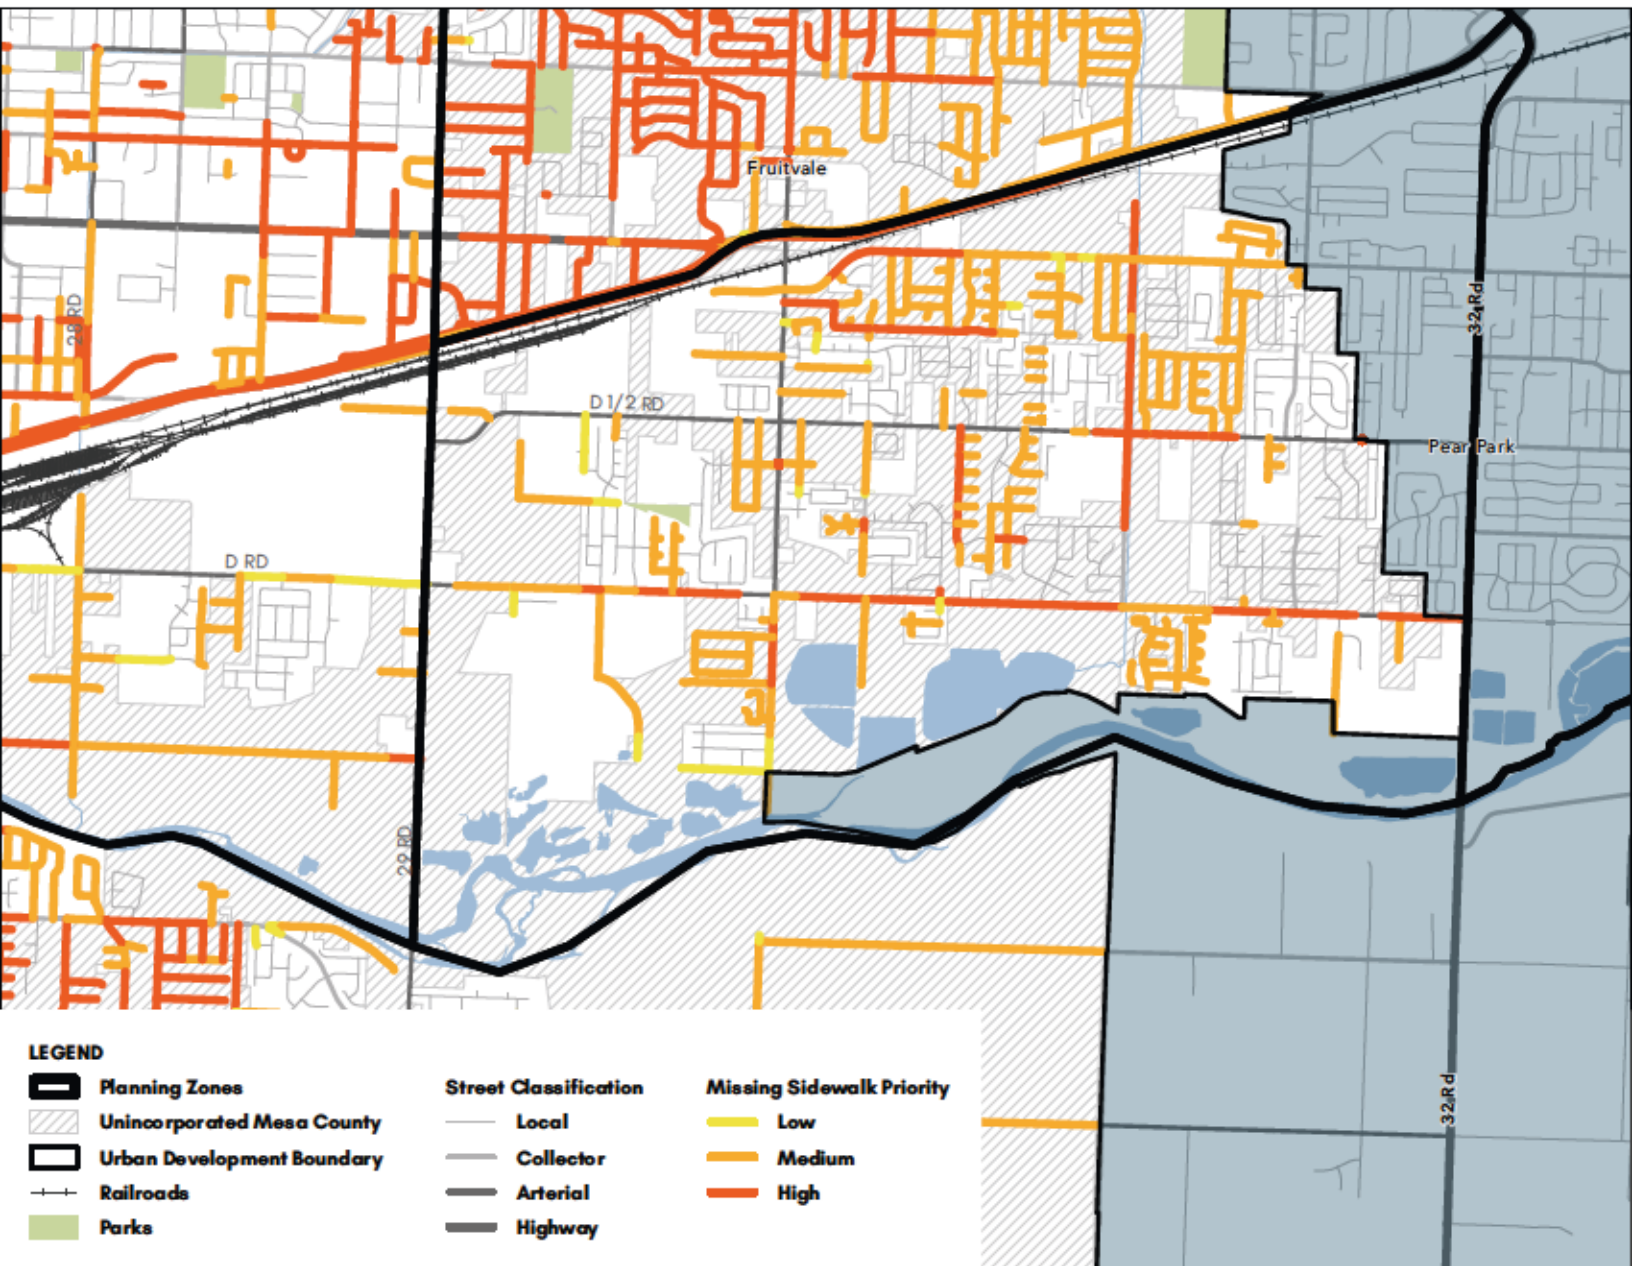 Fruitvale
28 RD
32 Rd
D 1/2 RD
Pear Park
D RD
29 RD
32 Rd
LEGEND
Planning Zones
Unincorporated Mesa County
Urban Development Boundary
Railroads
Parks
Street Classification
Local
Collector
Arterial
Highway
Missing Sidewalk Priority
Low
Medium
High